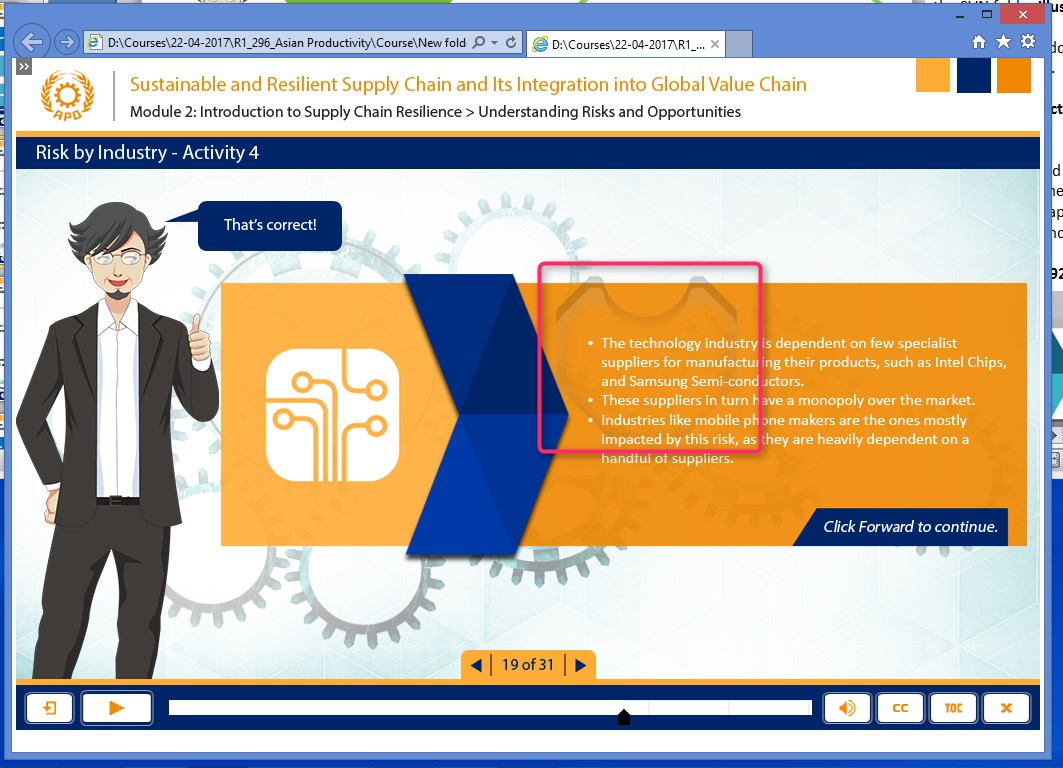 the SVN fold
illus
D:\Courses\22-04-2017\R1_296_Asian Productivity\Course\New fold
D:\Courses\22-04-2017\R1_...
APO
Sustainable and Resilient Supply Chain and Its Integration into Global Value Chain
Module 2: Introduction to Supply Chain Resilience > Understanding Risks and Opportunities
Risk by Industry - Activity 4
That's correct!
• The technology industry is dependent on few specialist
suppliers for manufacturing their products, such as Intel Chips,
and Samsung Semi-conductors.
• These suppliers in turn have a monopoly over the market.
• Industries like mobile phone makers are the ones mostly
impacted by this risk, as they are heavily dependent on a
handful of suppliers.
Click Forward to continue.
19 of 31
CC
TOC